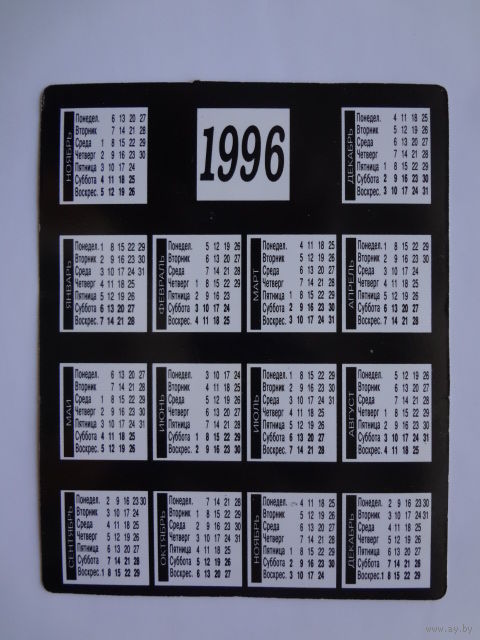 НОЯБРЬ
Понедел. 6 13 20 27
Вторник 7 14 21 28
Среда 1 8 15 22 29
Четверг 2 9 16 23 30
Пятница 3 10 17 24
Суббота 4 11 18 25
Воскрес. 5 12 19 26
1996
ДЕКАБРЬ
Понедел. 4 11 18 25
Вторник 5 12 19 26
Среда 6 13 20 27
Четверг 7 14 21 28
Пятница 1 8 15 22 29
Суббота 2 9 16 23 30
Воскрес. 3 10 17 24 31
ЯНВАРЬ
Понедел. 1 8 15 22 29
Вторник 2 9 16 23 30
Среда 3 10 17 24 31
Четверг 4 11 18 25
Пятница 5 12 19 26
Суббота 6 13 20 27
Воскрес. 7 14 21 28
ФЕВРАЛЬ
Понедел. 5 12 19 26
Вторник 6 13 20 27
Среда 7 14 21 28
Четверг 1 8 15 22 29
Пятница 2 9 16 23
Суббота 3 10 17 24
Воскрес. 4 11 18 25
МАРТ
Понедел. 4 11 18 25
Вторник 5 12 19 26
Среда 6 13 20 27
Четверг 7 14 21 28
Пятница 1 8 15 22 29
Суббота 2 9 16 23 30
Воскрес. 3 10 17 24 31
АПРЕЛЬ
Понедел. 1 8 15 22 29
Вторник 2 9 16 23 30
Среда 3 10 17 24
Четверг 4 11 18 25
Пятница 5 12 19 26
Суббота 6 13 20 27
Воскрес. 7 14 21 28
МАЙ
Понедел. 6 13 20 27
Вторник 7 14 21 28
Среда 1 8 15 22 29
Четверг 2 9 16 23 30
Пятница 3 10 17 24 31
Суббота 4 11 18 25
Воскрес. 5 12 19 26
ИЮНЬ
Понедел. 3 10 17 24
Вторник 4 11 18 25
Среда 5 12 19 26
Четверг 6 13 20 27
Пятница 7 14 21 28
Суббота 1 8 15 22 29
Воскрес. 2 9 16 23 30
ИЮЛЬ
Понедел. 1 8 15 22 29
Вторник 2 9 16 23 30
Среда 3 10 17 24 31
Четверг 4 11 18 25
Пятница 5 12 19 26
Суббота 6 13 20 27
Воскрес. 7 14 21 28
АВГУСТ
Понедел. 5 12 19 26
Вторник 6 13 20 27
Среда 7 14 21 28
Четверг 1 8 15 22 29
Пятница 2 9 16 23 30
Суббота 3 10 17 24 31
Воскрес. 4 11 18 25
СЕНТЯБРЬ
Понедел. 2 9 16 23 30
Вторник 3 10 17 24
Среда 4 11 18 25
Четверг 5 12 19 26
Пятница 6 13 20 27
Суббота 7 14 21 28
Воскрес. 1 8 15 22 29
ОКТЯБРЬ
Понедел. 7 14 21 28
Вторник 1 8 15 22 29
Среда 2 9 16 23 30
Четверг 3 10 17 24 31
Пятница 4 11 18 25
Суббота 5 12 19 26
Воскрес. 6 13 20 27
НОЯБРЬ
Понедел. 4 11 18 25
Вторник 5 12 19 26
Среда 6 13 20 27
Четверг 7 14 21 28
Пятница 1 8 15 22 29
Суббота 2 9 16 23 30
Воскрес. 3 10 17 24
ДЕКАБРЬ
Понедел. 2 9 16 23 30
Вторник 3 10 17 24 31
Среда 4 11 18 25
Четверг 5 12 19 26
Пятница 6 13 20 27
Суббота 7 14 21 28
Воскрес. 1 8 15 22 29
www.ay.by